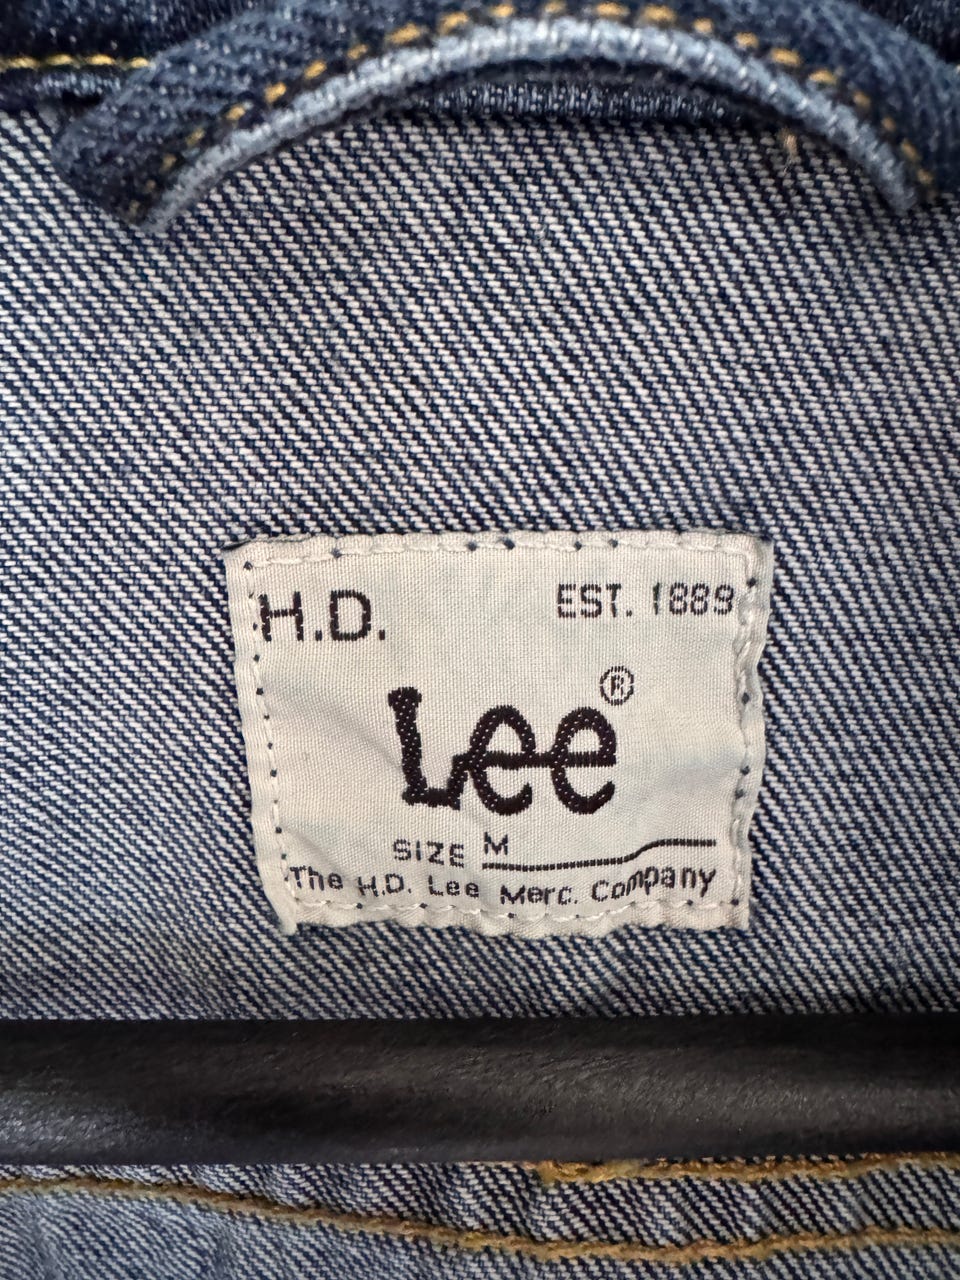 H.D. EST. 1889
Lee®
SIZE M
The H.D. Lee Merc. Company